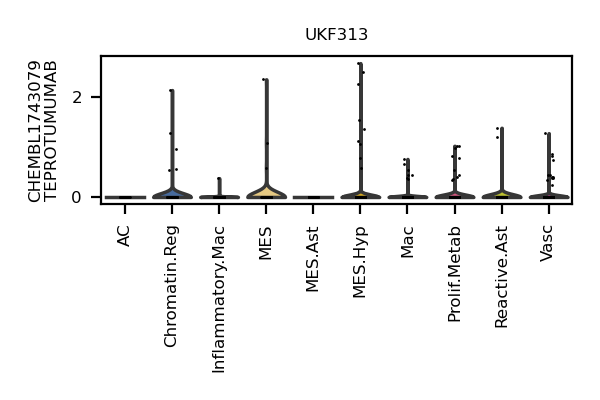 UKF313
CHEMBL1743079
TEPROTUMUMAB
2
0
AC
Chromatin.Reg
Inflammatory.Mac
MES
MES.Ast
MES.Hyp
Mac
Prolif.Metab
Reactive.Ast
Vasc